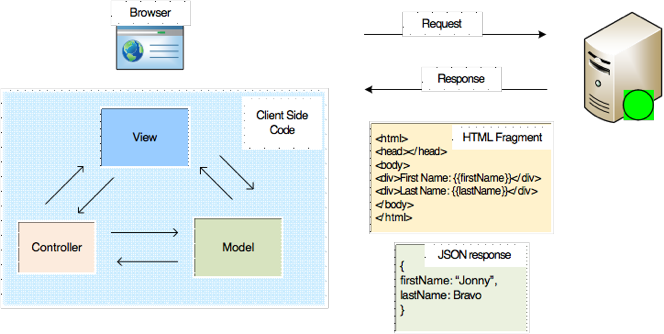 Browser
Request
Response
Client Side
Code
View
Controller
Model
HTML Fragment
<html>
<head></head>
<body>
<div>First Name: {{firstName}}</div>
<div>Last Name: {{lastName}}</div>
</body>
</html>
JSON response
{
firstName: “Jonny”,
lastName: Bravo
}